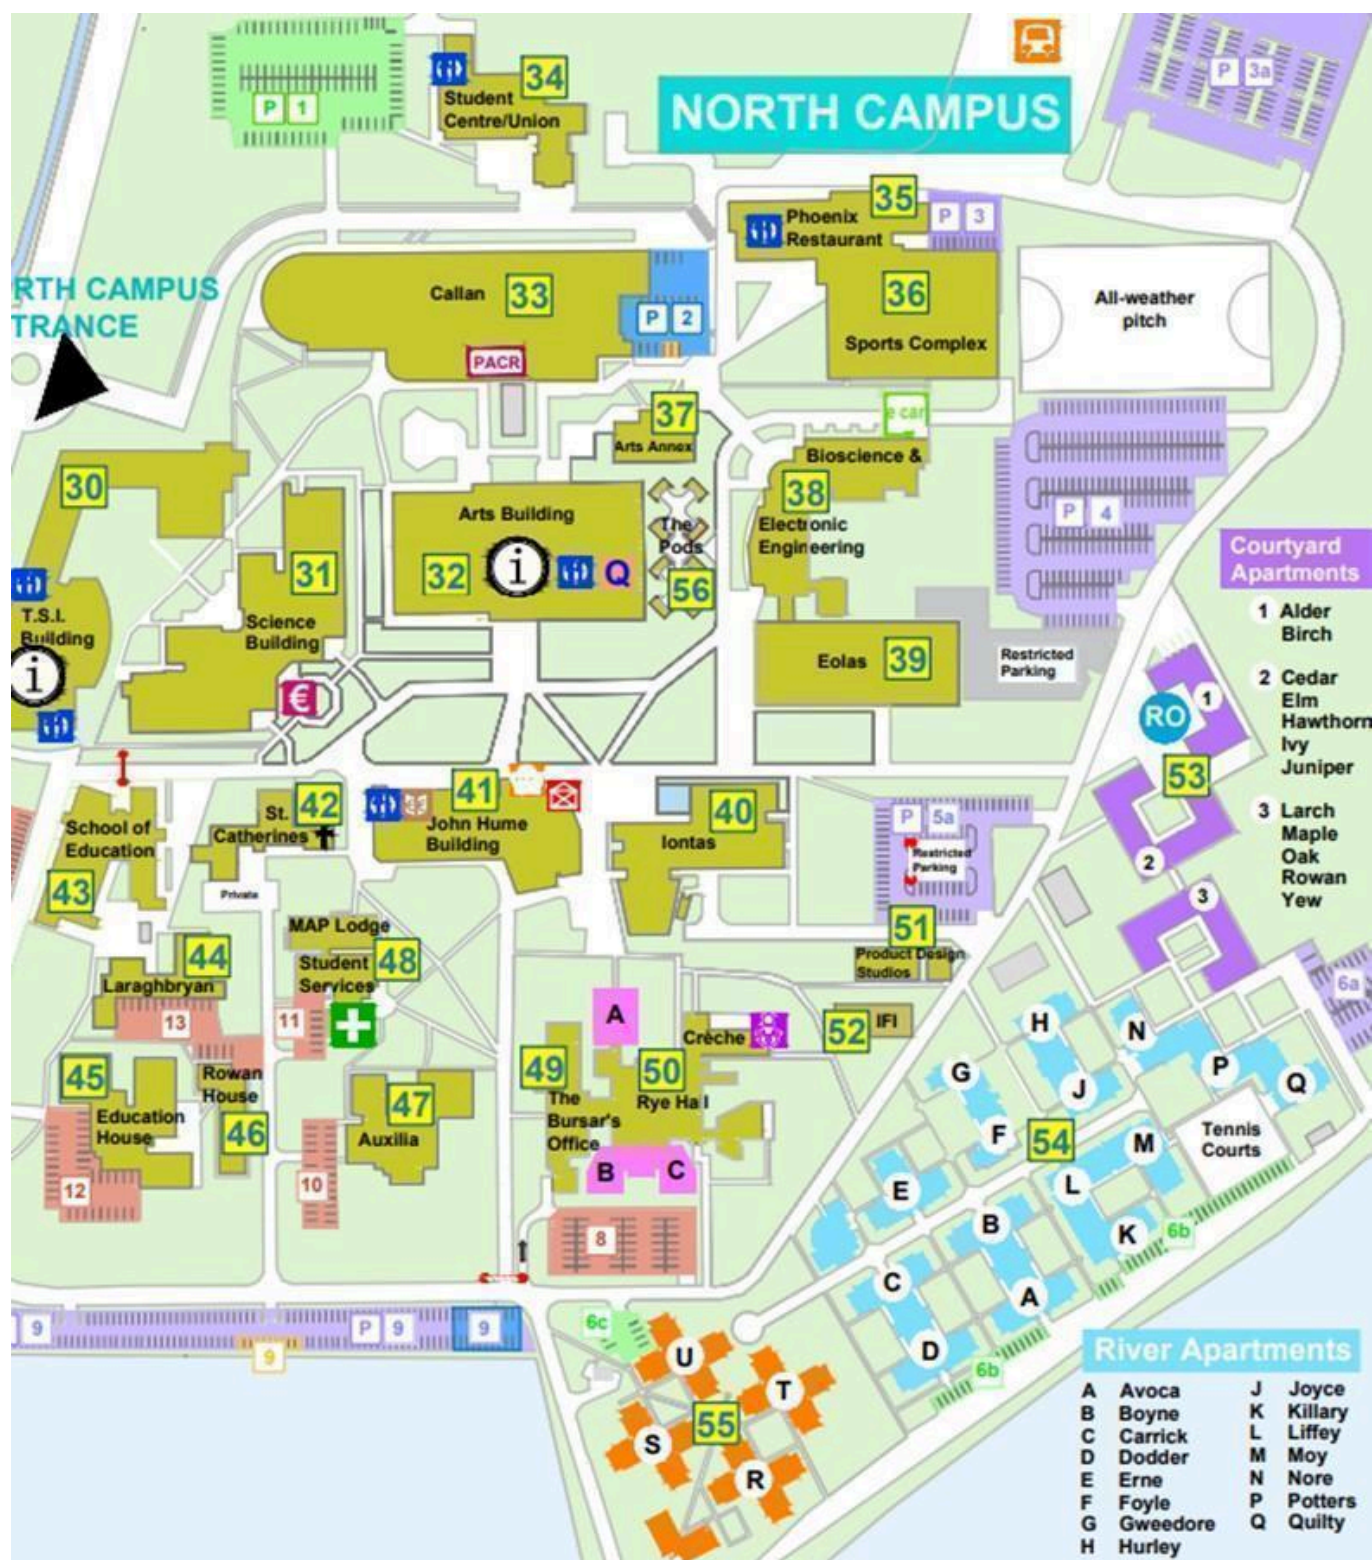 P 1
34
Student
Centre/Union
NORTH CAMPUS
P 3a
35
P 3
Phoenix
Restaurant
36
Sports Complex
All-weather
pitch
RTH CAMPUS
TRANCE
Callan
33
P 2
PACR
37
Arts Annex
e car
Bioscience &
38
Electronic
Engineering
30
31
Science
Building
Arts Building
32
i
Q
The
Pods
56
P 4
T.S.I.
Building
i
€
Eolas
39
Restricted
Parking
Courtyard
Apartments
1 Alder
Birch
2 Cedar
Elm
Hawthorn
Ivy
Juniper
3 Larch
Maple
Oak
Rowan
Yew
RO
1
53
2
3
School of
Education
43
St.
Catherines
42
Private
41
John Hume
Building
40
Iontas
P 5a
Restricted
Parking
51
Product Design
Studios
MAP Lodge
Student
Services
48
44
Laraghbryan
13
11
45
Education
House
Rowan
House
46
12
10
47
Auxilia
49
The
Bursar's
Office
A
50
Rye Hall
Crèche
B
C
8
52
IFI
6a
H
N
G
J
P
Q
F
54
M
Tennis
Courts
E
L
B
K
6b
C
A
D
6b
9
P 9
9
9
6c
U
T
55
S
R
River Apartments
A Avoca
B Boyne
C Carrick
D Dodder
E Erne
F Foyle
G Gweedore
H Hurley
J Joyce
K Killary
L Liffey
M Moy
N Nore
P Potters
Q Quilty